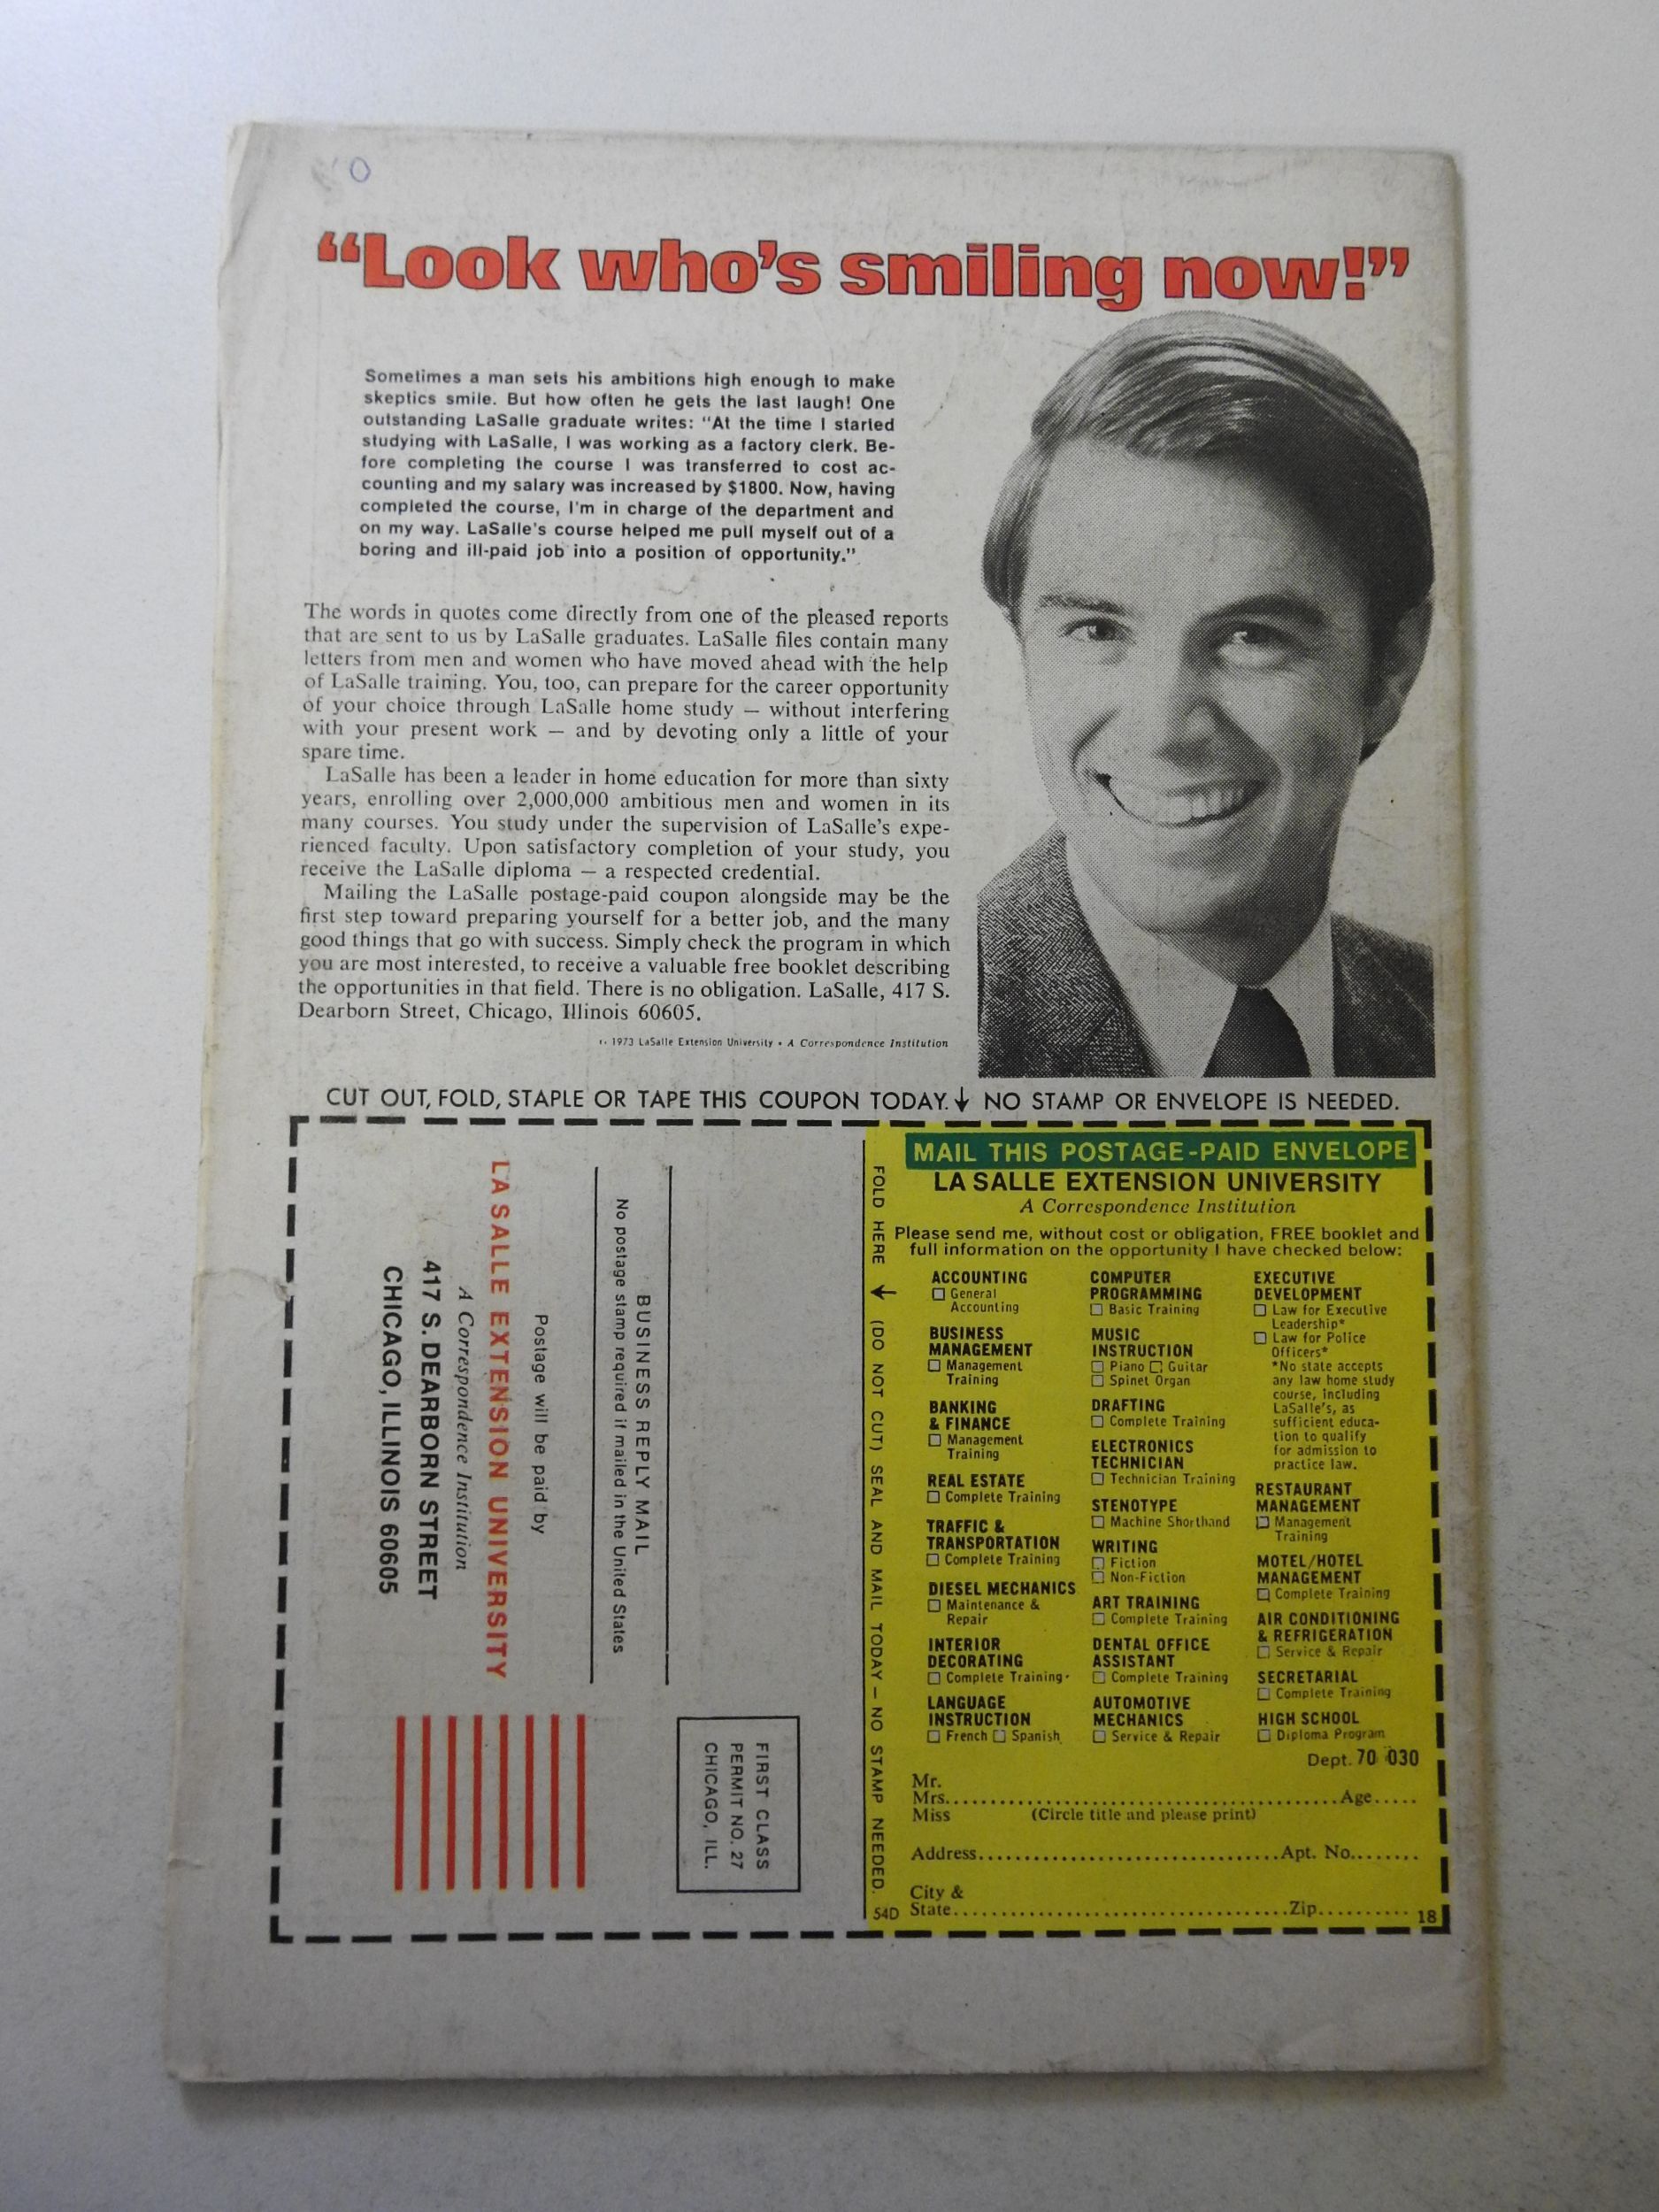 O
“Look who's smiling now!”
Sometimes a man sets his ambitions high enough to make
skeptics smile. But how often he gets the last laugh! One
outstanding LaSalle graduate writes: “At the time I started
studying with LaSalle, I was working as a factory clerk. Be-
fore completing the course I was transferred to cost ac-
counting and my salary was increased by $1800. Now, having
completed the course, I'm in charge of the department and
on my way. LaSalle's course helped me pull myself out of a
boring and ill-paid job into a position of opportunity.”
The words in quotes come directly from one of the pleased reports
that are sent to us by LaSalle graduates. LaSalle files contain many
letters from men and women who have moved ahead with the help
of LaSalle training. You, too, can prepare for the career opportunity
of your choice through LaSalle home study — without interfering
with your present work — and by devoting only a little of your
spare time.
LaSalle has been a leader in home education for more than sixty
years, enrolling over 2,000,000 ambitious men and women in its
many courses. You study under the supervision of LaSalle's expe-
rienced faculty. Upon satisfactory completion of your study, you
receive the LaSalle diploma — a respected credential.
Mailing the LaSalle postage-paid coupon alongside may be the
first step toward preparing yourself for a better job, and the many
good things that go with success. Simply check the program in which
you are most interested, to receive a valuable free booklet describing
the opportunities in that field. There is no obligation. LaSalle, 417 S.
Dearborn Street, Chicago, Illinois 60605.
1973 LaSalle Extension University • A Correspondence Institution
CUT OUT, FOLD, STAPLE OR TAPE THIS COUPON TODAY.↓ NO STAMP OR ENVELOPE IS NEEDED.
FIRST CLASS
PERMIT NO. 27
CHICAGO, ILL.
BUSINESS REPLY MAIL
No postage stamp required if mailed in the United States
Postage will be paid by
LA SALLE EXTENSION UNIVERSITY
A Correspondence Institution
417 S. DEARBORN STREET
CHICAGO, ILLINOIS 60605
FOLD HERE ← (DO NOT CUT) SEAL AND MAIL TODAY — NO STAMP NEEDED.
54D
MAIL THIS POSTAGE-PAID ENVELOPE
LA SALLE EXTENSION UNIVERSITY
A Correspondence Institution
Please send me, without cost or obligation, FREE booklet and
full information on the opportunity I have checked below:
ACCOUNTING
☐ General
Accounting
BUSINESS
MANAGEMENT
☐ Management
Training
BANKING
& FINANCE
☐ Management
Training
REAL ESTATE
☐ Complete Training
TRAFFIC &
TRANSPORTATION
☐ Complete Training
DIESEL MECHANICS
☐ Maintenance &
Repair
INTERIOR
DECORATING
☐ Complete Training
LANGUAGE
INSTRUCTION
☐ French ☐ Spanish
COMPUTER
PROGRAMMING
☐ Basic Training
MUSIC
INSTRUCTION
☐ Piano ☐ Guitar
☐ Spinet Organ
DRAFTING
☐ Complete Training
ELECTRONICS
TECHNICIAN
☐ Technician Training
STENOTYPE
☐ Machine Shorthand
WRITING
☐ Fiction
☐ Non-Fiction
ART TRAINING
☐ Complete Training
DENTAL OFFICE
ASSISTANT
☐ Complete Training
AUTOMOTIVE
MECHANICS
☐ Service & Repair
EXECUTIVE
DEVELOPMENT
☐ Law for Executive
Leadership*
☐ Law for Police
Officers*
*No state accepts
any law home study
course, including
LaSalle's, as
sufficient educa-
tion to qualify
for admission to
practice law.
RESTAURANT
MANAGEMENT
☐ Management
Training
MOTEL/HOTEL
MANAGEMENT
☐ Complete Training
AIR CONDITIONING
& REFRIGERATION
☐ Service & Repair
SECRETARIAL
☐ Complete Training
HIGH SCHOOL
☐ Diploma Program
Dept. 70 030
Mr.
Mrs.............................................Age.....
Miss (Circle title and please print)
Address.................................Apt. No........
City &
State.....................................Zip..........
18